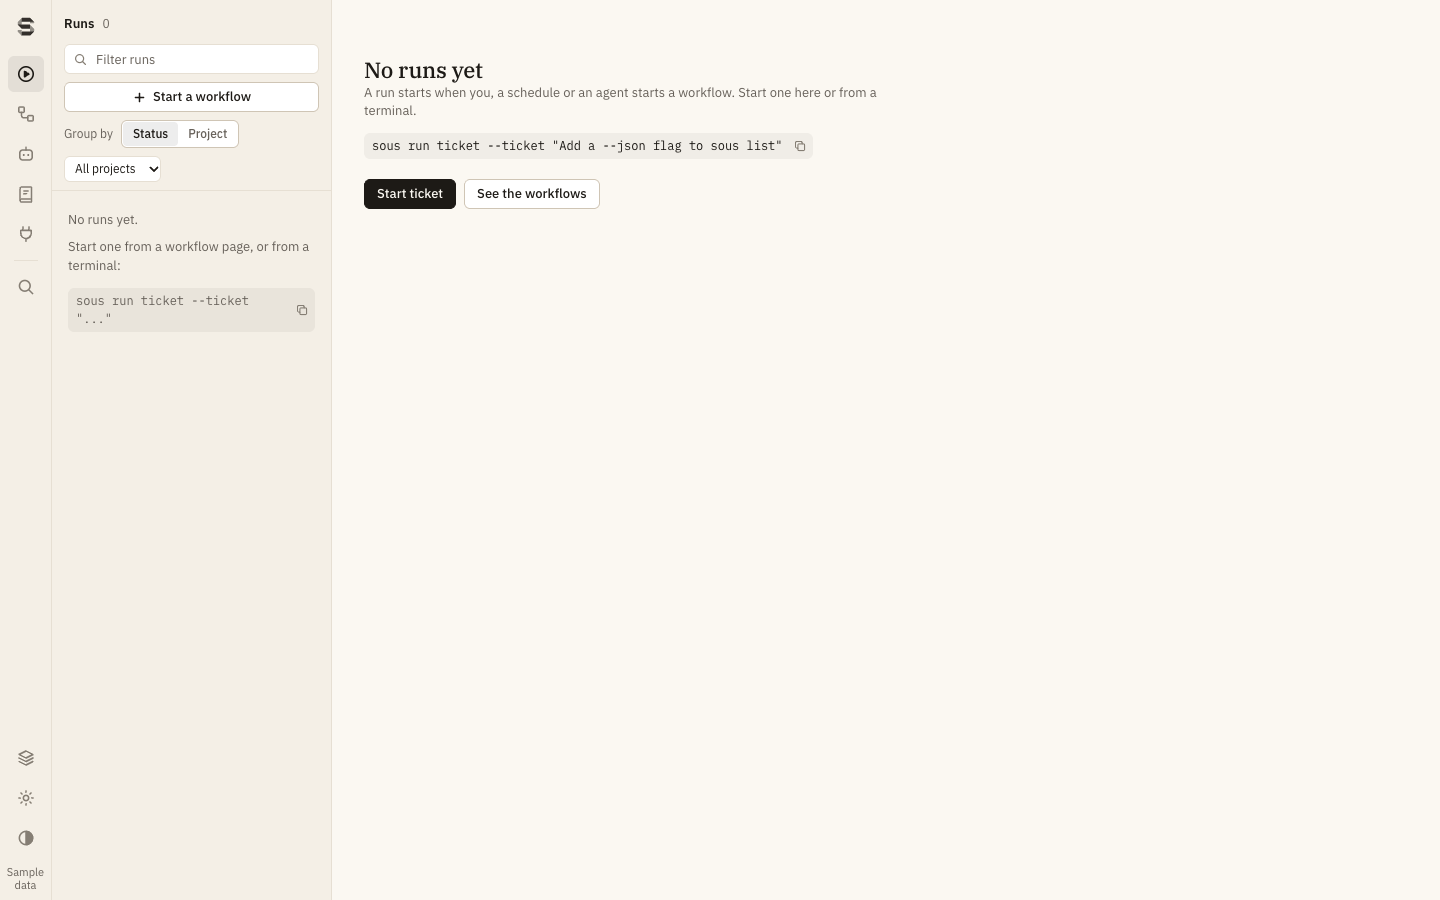 Runs 0
Filter runs
+ Start a workflow
Group by Status Project
All projects
No runs yet.
Start one from a workflow page, or from a
terminal:
sous run ticket --ticket
"..."
Sample
data
No runs yet
A run starts when you, a schedule or an agent starts a workflow. Start one here or from a
terminal.
sous run ticket --ticket "Add a --json flag to sous list"
Start ticket See the workflows